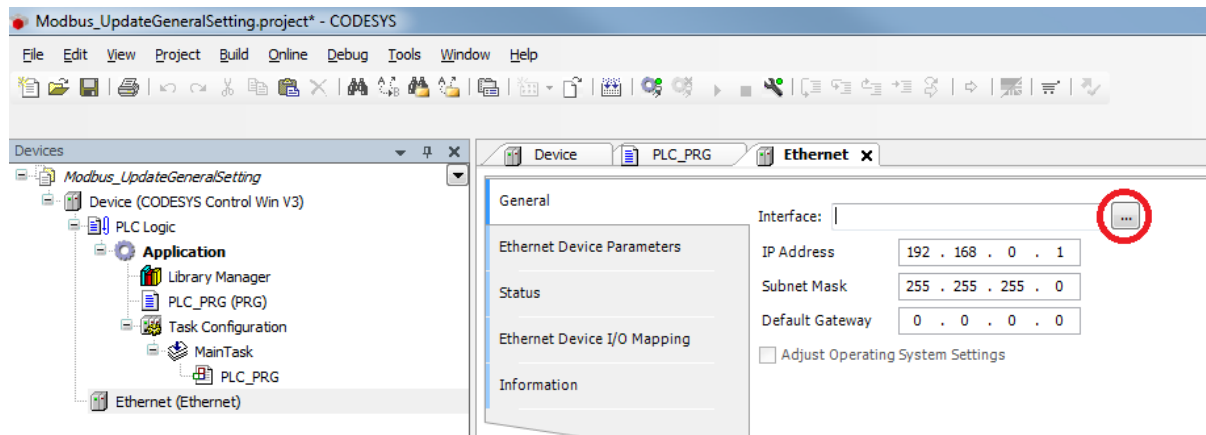 Modbus_UpdateGeneralSetting.project* - CODESYS
File Edit View Project Build Online Debug Tools Window Help
Devices
Modbus_UpdateGeneralSetting
Device (CODESYS Control Win V3)
PLC Logic
Application
Library Manager
PLC_PRG (PRG)
Task Configuration
MainTask
PLC_PRG
Ethernet (Ethernet)
Device PLC_PRG Ethernet
General
Ethernet Device Parameters
Status
Ethernet Device I/O Mapping
Information
Interface: ...
IP Address 192 . 168 . 0 . 1
Subnet Mask 255 . 255 . 255 . 0
Default Gateway 0 . 0 . 0 . 0
Adjust Operating System Settings